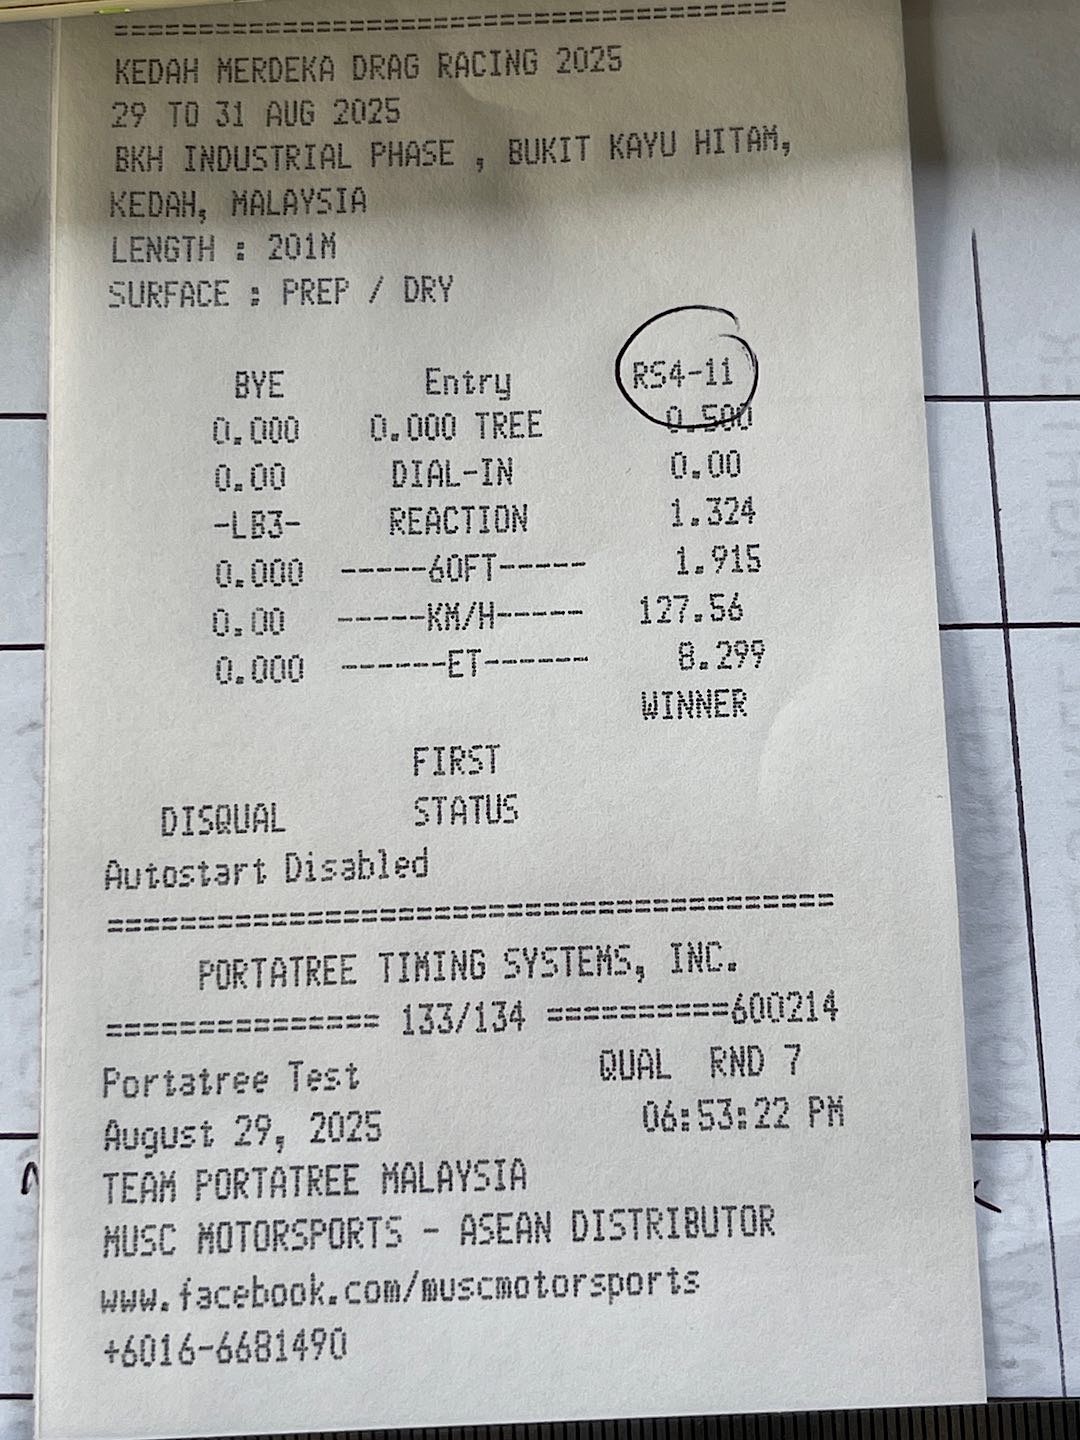 ========================================
KEDAH MERDEKA DRAG RACING 2025
29 TO 31 AUG 2025
BKH INDUSTRIAL PHASE , BUKIT KAYU HITAM,
KEDAH, MALAYSIA
LENGTH : 201M
SURFACE : PREP / DRY
BYE Entry RS4-11
0.000 0.000 TREE 0.500
0.00 DIAL-IN 0.00
-LB3- REACTION 1.324
0.000 -----60FT----- 1.915
0.00 -----KM/H----- 127.56
0.000 ------ET------ 8.299
WINNER
FIRST
DISQUAL STATUS
Autostart Disabled
========================================
PORTATREE TIMING SYSTEMS, INC.
=============== 133/134 ==========600214
Portatree Test QUAL RND 7
August 29, 2025 06:53:22 PM
TEAM PORTATREE MALAYSIA
MUSC MOTORSPORTS - ASEAN DISTRIBUTOR
www.facebook.com/muscmotorsports
+6016-6681490